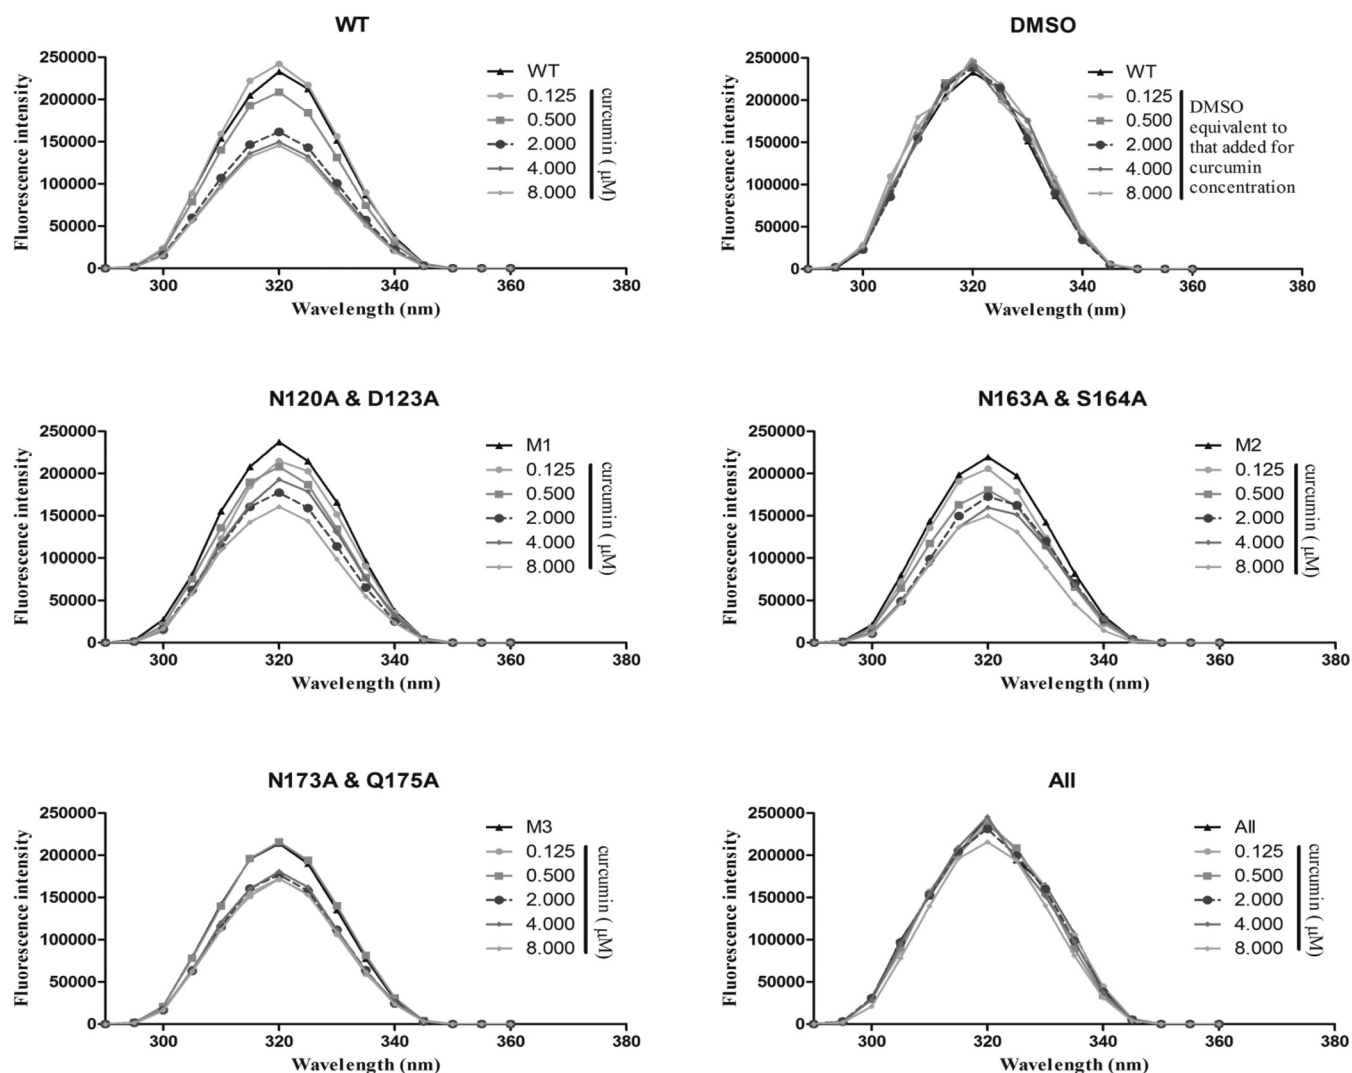 WT
Fluorescence intensity
250000
200000
150000
100000
50000
0
300
320
340
360
380
Wavelength (nm)
WT
0.125
0.500
2.000
4.000
8.000
curcumin ( μM)
DMSO
Fluorescence intensity
250000
200000
150000
100000
50000
0
300
320
340
360
380
Wavelength (nm)
WT
0.125
0.500
2.000
4.000
8.000
DMSO
equivalent to
that added for
curcumin
concentration
N120A & D123A
Fluorescence intensity
250000
200000
150000
100000
50000
0
300
320
340
360
380
Wavelength (nm)
M1
0.125
0.500
2.000
4.000
8.000
curcumin ( μM)
N163A & S164A
Fluorescence intensity
250000
200000
150000
100000
50000
0
300
320
340
360
380
Wavelength (nm)
M2
0.125
0.500
2.000
4.000
8.000
curcumin ( μM)
N173A & Q175A
Fluorescence intensity
250000
200000
150000
100000
50000
0
300
320
340
360
380
Wavelength (nm)
M3
0.125
0.500
2.000
4.000
8.000
curcumin ( μM)
All
Fluorescence intensity
250000
200000
150000
100000
50000
0
300
320
340
360
380
Wavelength (nm)
All
0.125
0.500
2.000
4.000
8.000
curcumin ( μM)